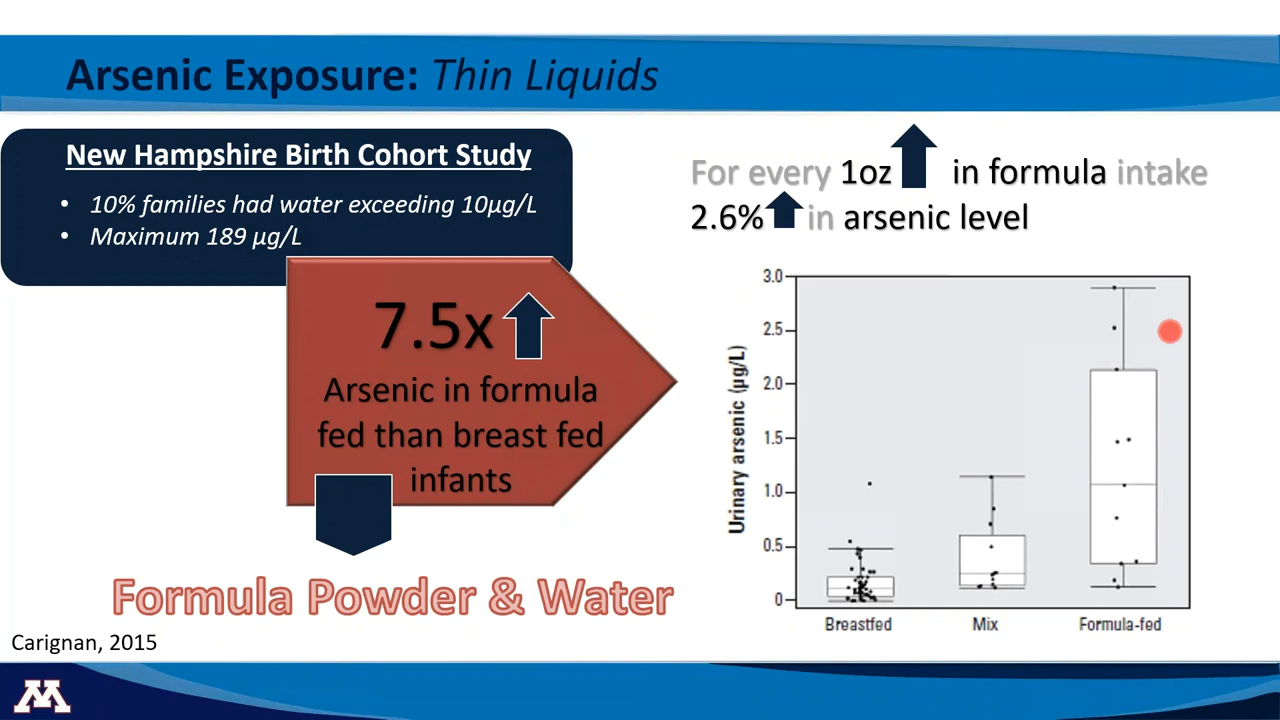 Arsenic Exposure: Thin Liquids
New Hampshire Birth Cohort Study
• 10% families had water exceeding 10µg/L
• Maximum 189 µg/L
7.5x
Arsenic in formula
fed than breast fed
infants
Formula Powder & Water
Carignan, 2015
For every 1oz in formula intake
2.6% in arsenic level
Urinary arsenic (µg/L)
3.0
2.5
2.0
1.5
1.0
0.5
0
Breastfed Mix Formula-fed
M